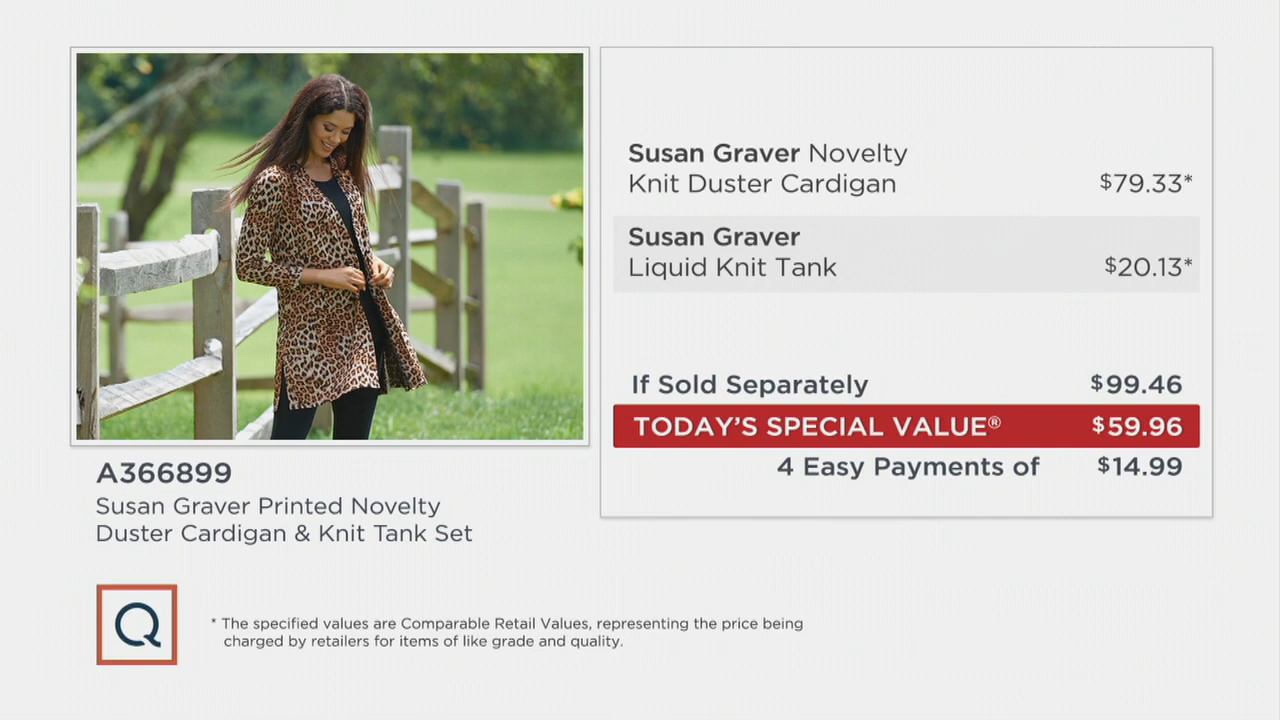 Susan Graver Novelty
Knit Duster Cardigan $79.33*
Susan Graver
Liquid Knit Tank $20.13*
If Sold Separately $99.46
TODAY'S SPECIAL VALUE® $59.96
4 Easy Payments of $14.99
A366899
Susan Graver Printed Novelty
Duster Cardigan & Knit Tank Set
Q
* The specified values are Comparable Retail Values, representing the price being
charged by retailers for items of like grade and quality.